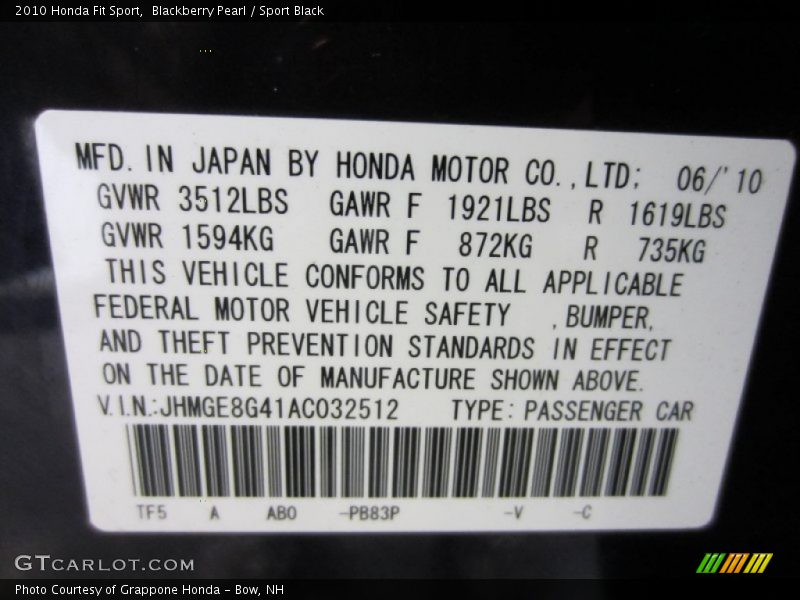 2010 Honda Fit Sport,  Blackberry Pearl / Sport Black
MFD. IN JAPAN BY HONDA MOTOR CO.,LTD; 06/'10
GVWR 3512LBS GAWR F 1921LBS R 1619LBS
GVWR 1594KG GAWR F 872KG R 735KG
THIS VEHICLE CONFORMS TO ALL APPLICABLE
FEDERAL MOTOR VEHICLE SAFETY ,BUMPER,
AND THEFT PREVENTION STANDARDS IN EFFECT
ON THE DATE OF MANUFACTURE SHOWN ABOVE.
V.I.N.:JHMGE8G41AC032512 TYPE: PASSENGER CAR
TF5 A AB0 -PB83P -V -C
GTCARLOT.COM
Photo Courtesy of Grappone Honda - Bow, NH